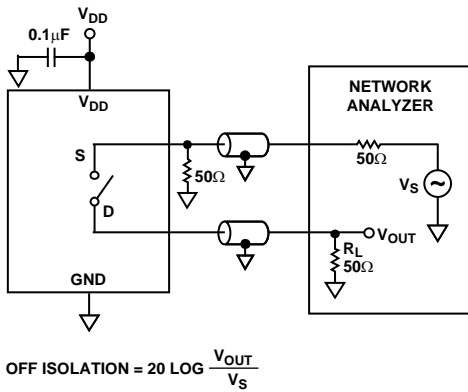 V_DD
0.1µF
V_DD
NETWORK
ANALYZER
S
50Ω
50Ω
V_S
D
V_OUT
R_L
50Ω
GND
OFF ISOLATION = 20 LOG V_OUT / V_S